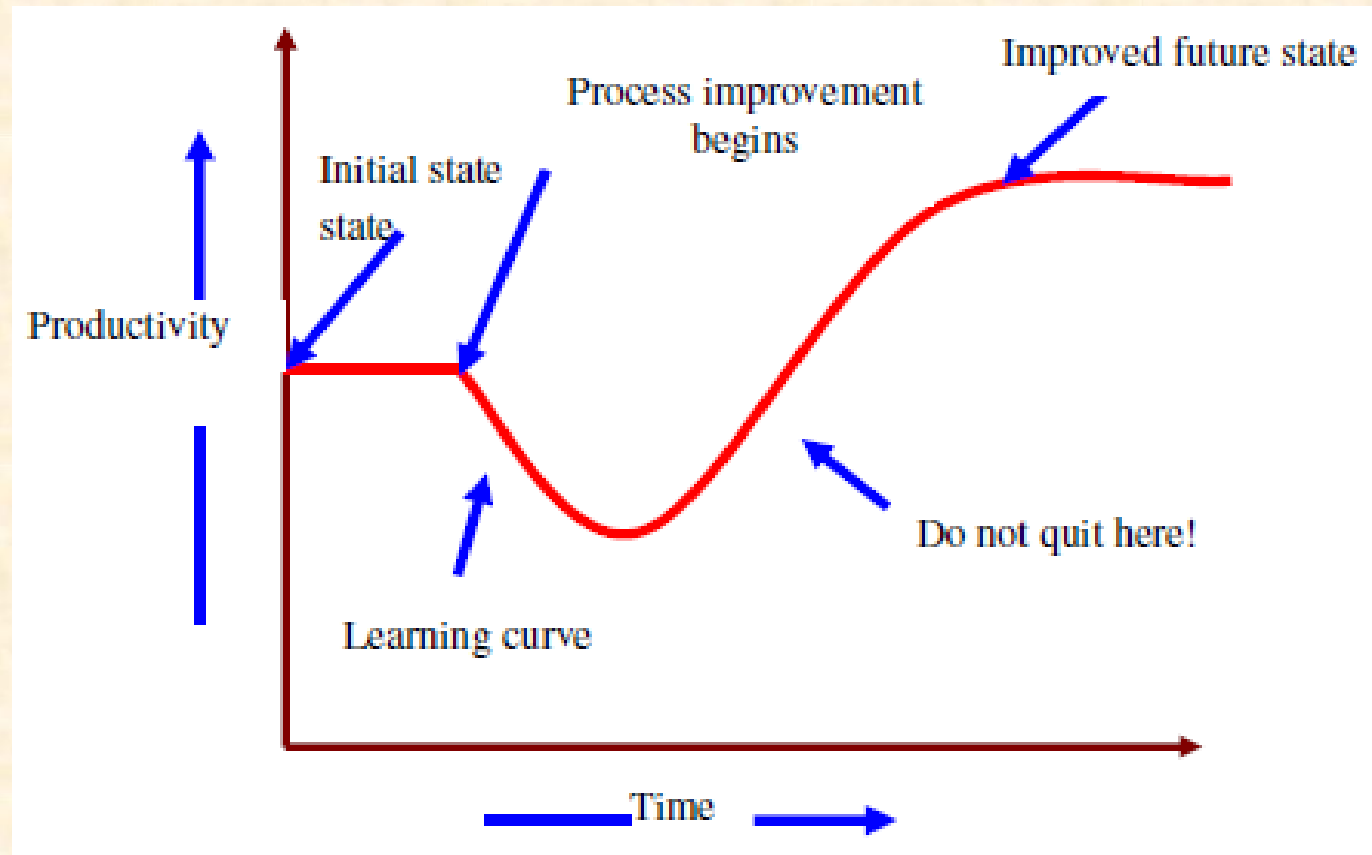 Improved future state
Process improvement
begins
Initial state
state
Productivity
Do not quit here!
Learning curve
Time